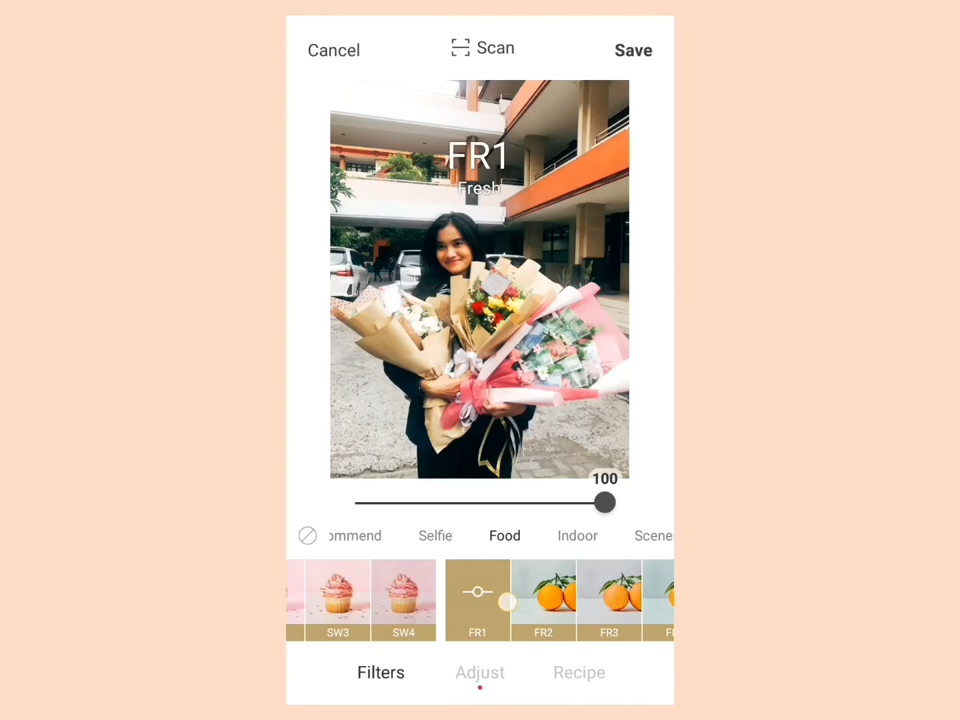 Cancel
Scan
Save
FR1
Fresh
100
ommend
Selfie
Food
Indoor
Scene
SW3
SW4
FR1
FR2
FR3
Filters
Adjust
Recipe